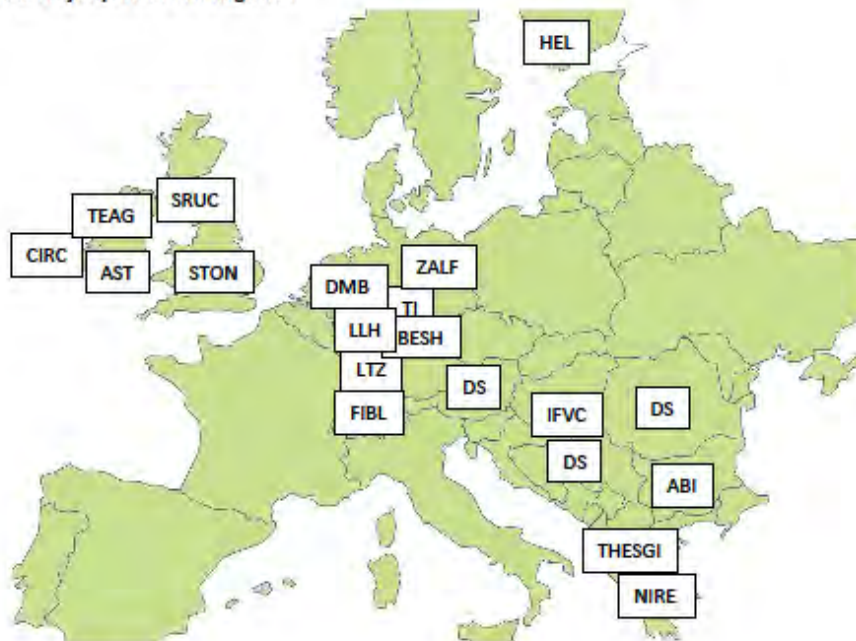 HEL
SRUC
TEAG
CIRC
AST
STON
ZALF
DMB
TI
LLH
BESH
LTZ
DS
FIBL
IFVC
DS
DS
ABI
THESGI
NIRE